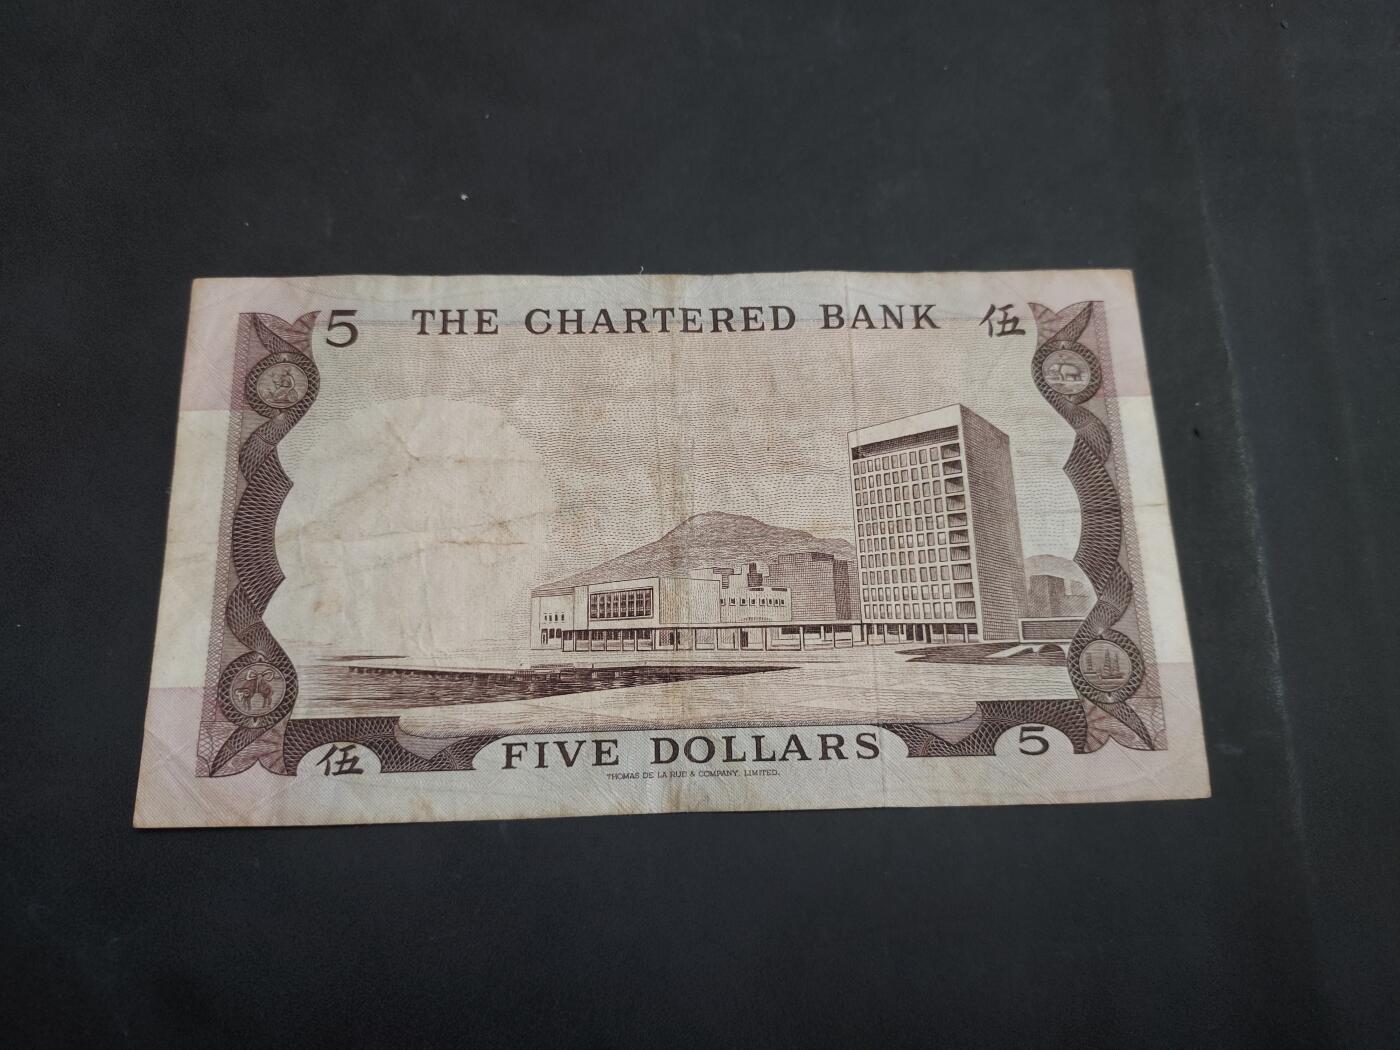 5 THE CHARTERED BANK 伍
伍 FIVE DOLLARS 5
THOMAS DE LA RUE & COMPANY, LIMITED.